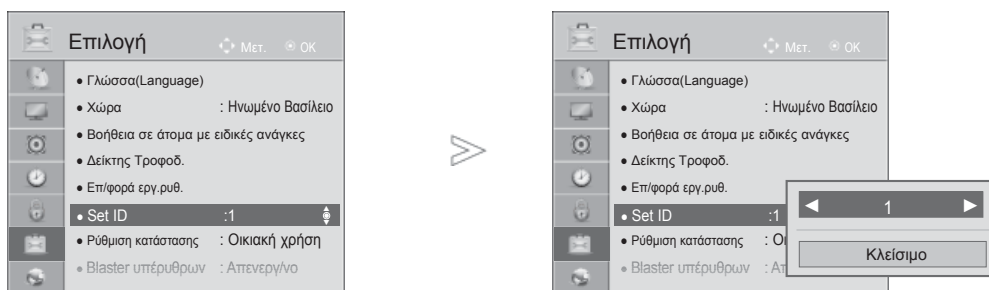 Επιλογή Μετ. OK
● Γλώσσα(Language)
● Χώρα : Ηνωμένο Βασίλειο
● Βοήθεια σε άτομα με ειδικές ανάγκες
● Δείκτης Τροφοδ.
● Επ/φορά εργ.ρυθ.
● Set ID :1
● Ρύθμιση κατάστασης : Οικιακή χρήση
● Blaster υπέρυθρων : Απενεργ/νο
Επιλογή Μετ. OK
● Γλώσσα(Language)
● Χώρα : Ηνωμένο Βασίλειο
● Βοήθεια σε άτομα με ειδικές ανάγκες
● Δείκτης Τροφοδ.
● Επ/φορά εργ.ρυθ.
● Set ID :1
● Ρύθμιση κατάστασης : Οι
● Blaster υπέρυθρων : Απ
◀ 1 ▶
Κλείσιμο